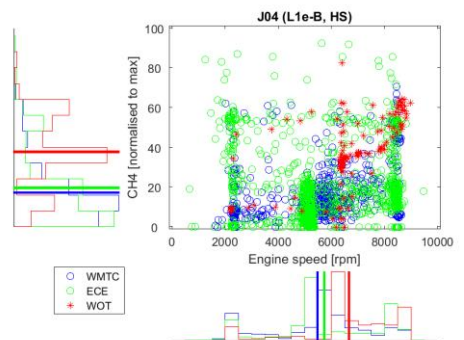 J04 (L1e-B, HS)
100
80
60
40
20
0
CH4 [normalised to max]
0 2000 4000 6000 8000 10000
Engine speed [rpm]
WMTC
ECE
WOT